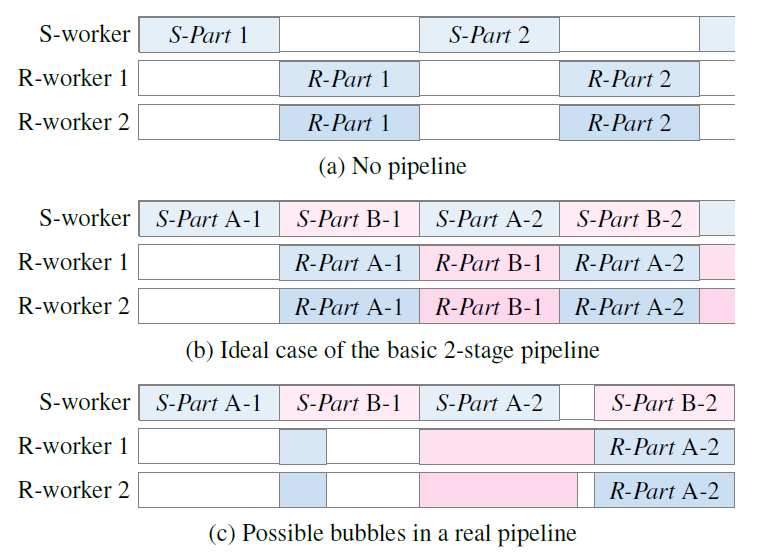 S-worker S-Part 1 S-Part 2
R-worker 1 R-Part 1 R-Part 2
R-worker 2 R-Part 1 R-Part 2
(a) No pipeline
S-worker S-Part A-1 S-Part B-1 S-Part A-2 S-Part B-2
R-worker 1 R-Part A-1 R-Part B-1 R-Part A-2
R-worker 2 R-Part A-1 R-Part B-1 R-Part A-2
(b) Ideal case of the basic 2-stage pipeline
S-worker S-Part A-1 S-Part B-1 S-Part A-2 S-Part B-2
R-worker 1 R-Part A-2
R-worker 2 R-Part A-2
(c) Possible bubbles in a real pipeline